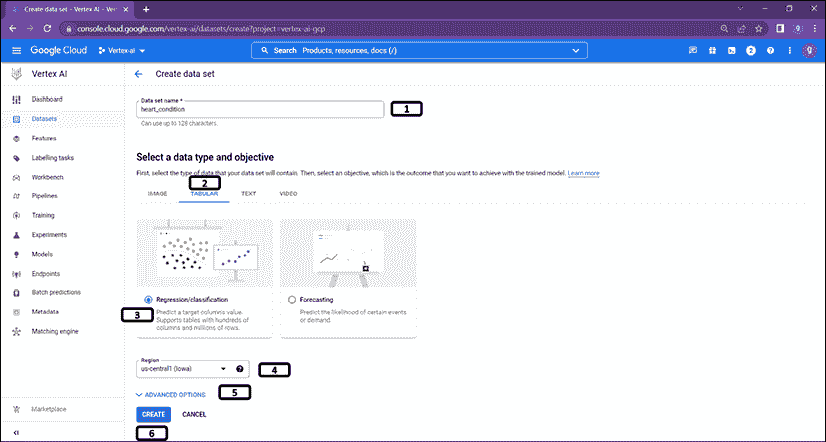 Create data set - Vertex AI - G
console.cloud.google.com/vertex-ai/datasets/create?project=vertex-ai-gcp
Google Cloud
Vertex-ai
Search Products, resources, docs (/)
2
Vertex AI
Create data set
Dashboard
Datasets
Features
Labelling tasks
Workbench
Pipelines
Training
Experiments
Models
Endpoints
Batch predictions
Metadata
Matching engine
Marketplace
Data set name *
heart_condition
1
Can use up to 128 characters.
Select a data type and objective
First, select the type of data that your data set will contain. Then, select an objective, which is the outcome that you want to achieve with the trained model. Learn more
2
IMAGE TABULAR TEXT VIDEO
Regression/classification
3
Predict a target columns value.
Supports tables with hundreds of
columns and millions of rows.
Forecasting
Predict the likelihood of certain events
or demand.
Region
us-central1 (Iowa)
4
ADVANCED OPTIONS
5
CREATE CANCEL
6